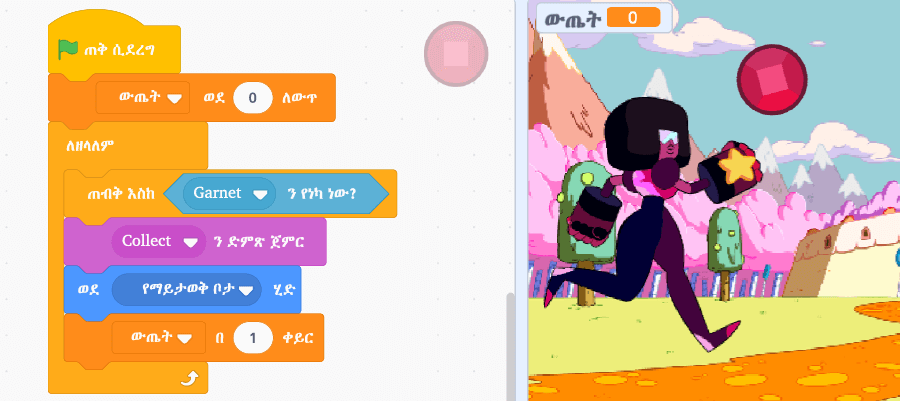 ጠቅ ሲደረግ
ውጤት ወደ 0 ለውጥ
ለዘላለም
ጠብቅ እስከ Garnet ን የነካ ነው?
Collect ን ድምጽ ጀምር
ወደ የማይታወቅ ቦታ ሂድ
ውጤት በ 1 ቀይር
ውጤት 0